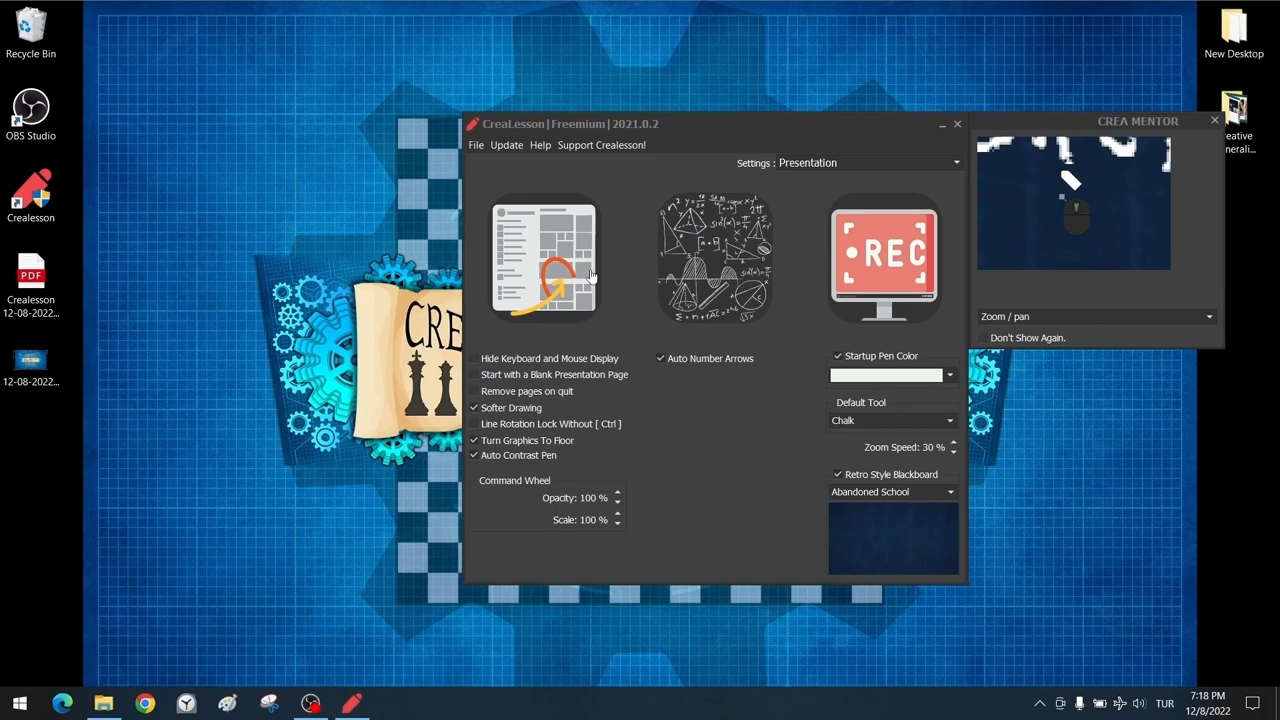 Recycle Bin
OBS Studio
Crealesson
PDF
Crealesson
12-08-2022...
12-08-2022...
New Desktop
reative
enerali...
CRE
CreaLesson|Freemium|2021.0.2
File Update Help Support Crealesson!
Settings : Presentation
REC
Hide Keyboard and Mouse Display
Start with a Blank Presentation Page
Remove pages on quit
Softer Drawing
Line Rotation Lock Without [ Ctrl ]
Turn Graphics To Floor
Auto Contrast Pen
Command Wheel
Opacity: 100 %
Scale: 100 %
Auto Number Arrows
Startup Pen Color
Default Tool
Chalk
Zoom Speed: 30 %
Retro Style Blackboard
Abandoned School
CREA MENTOR
Zoom / pan
Don't Show Again.
TUR
7:18 PM
12/8/2022